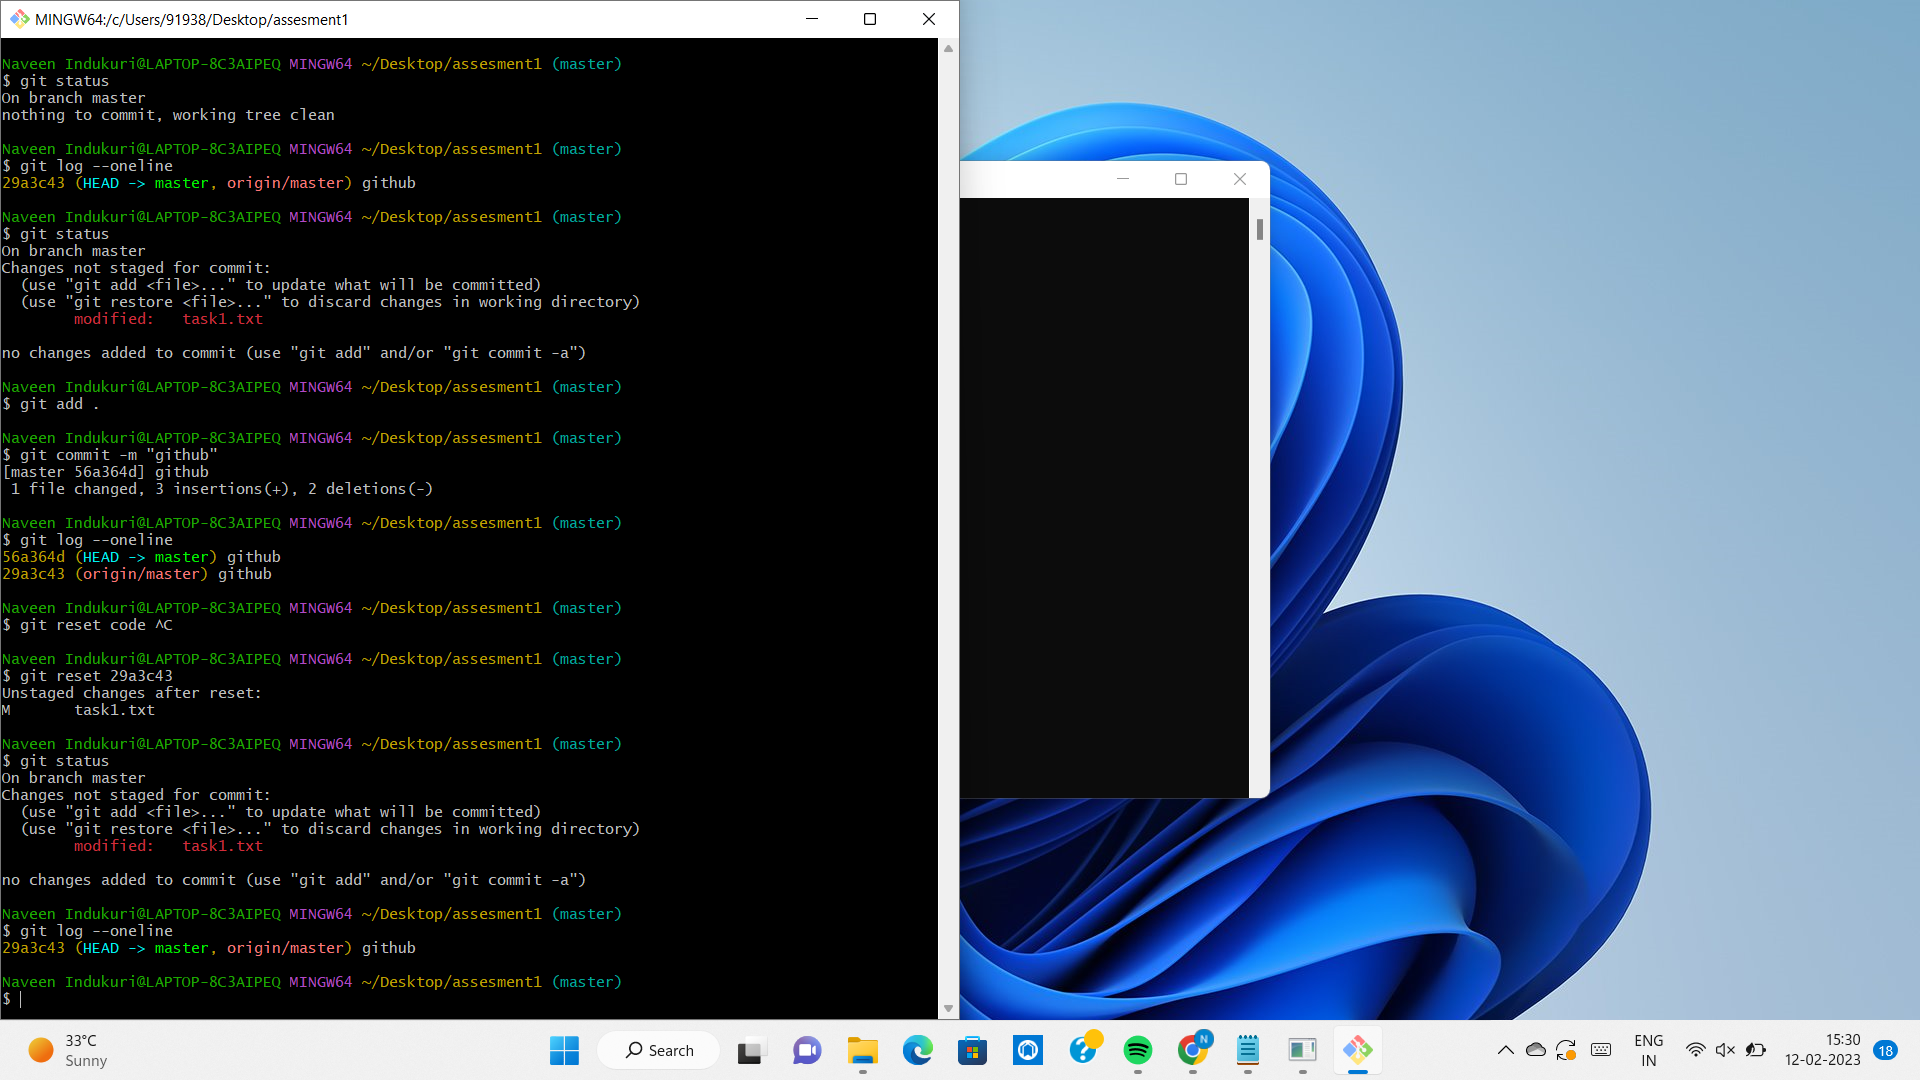 MINGW64:/c/Users/91938/Desktop/assesment1
Naveen Indukuri@LAPTOP-8C3AIPEQ MINGW64 ~/Desktop/assesment1 (master)
$ git status
On branch master
nothing to commit, working tree clean
Naveen Indukuri@LAPTOP-8C3AIPEQ MINGW64 ~/Desktop/assesment1 (master)
$ git log --oneline
29a3c43 (HEAD -> master, origin/master) github
Naveen Indukuri@LAPTOP-8C3AIPEQ MINGW64 ~/Desktop/assesment1 (master)
$ git status
On branch master
Changes not staged for commit:
  (use "git add <file>..." to update what will be committed)
  (use "git restore <file>..." to discard changes in working directory)
        modified:   task1.txt
no changes added to commit (use "git add" and/or "git commit -a")
Naveen Indukuri@LAPTOP-8C3AIPEQ MINGW64 ~/Desktop/assesment1 (master)
$ git add .
Naveen Indukuri@LAPTOP-8C3AIPEQ MINGW64 ~/Desktop/assesment1 (master)
$ git commit -m "github"
[master 56a364d] github
 1 file changed, 3 insertions(+), 2 deletions(-)
Naveen Indukuri@LAPTOP-8C3AIPEQ MINGW64 ~/Desktop/assesment1 (master)
$ git log --oneline
56a364d (HEAD -> master) github
29a3c43 (origin/master) github
Naveen Indukuri@LAPTOP-8C3AIPEQ MINGW64 ~/Desktop/assesment1 (master)
$ git reset code ^C
Naveen Indukuri@LAPTOP-8C3AIPEQ MINGW64 ~/Desktop/assesment1 (master)
$ git reset 29a3c43
Unstaged changes after reset:
M       task1.txt
Naveen Indukuri@LAPTOP-8C3AIPEQ MINGW64 ~/Desktop/assesment1 (master)
$ git status
On branch master
Changes not staged for commit:
  (use "git add <file>..." to update what will be committed)
  (use "git restore <file>..." to discard changes in working directory)
        modified:   task1.txt
no changes added to commit (use "git add" and/or "git commit -a")
Naveen Indukuri@LAPTOP-8C3AIPEQ MINGW64 ~/Desktop/assesment1 (master)
$ git log --oneline
29a3c43 (HEAD -> master, origin/master) github
Naveen Indukuri@LAPTOP-8C3AIPEQ MINGW64 ~/Desktop/assesment1 (master)
$
33°C
Sunny
Search
N
ENG
IN
15:30
12-02-2023
18